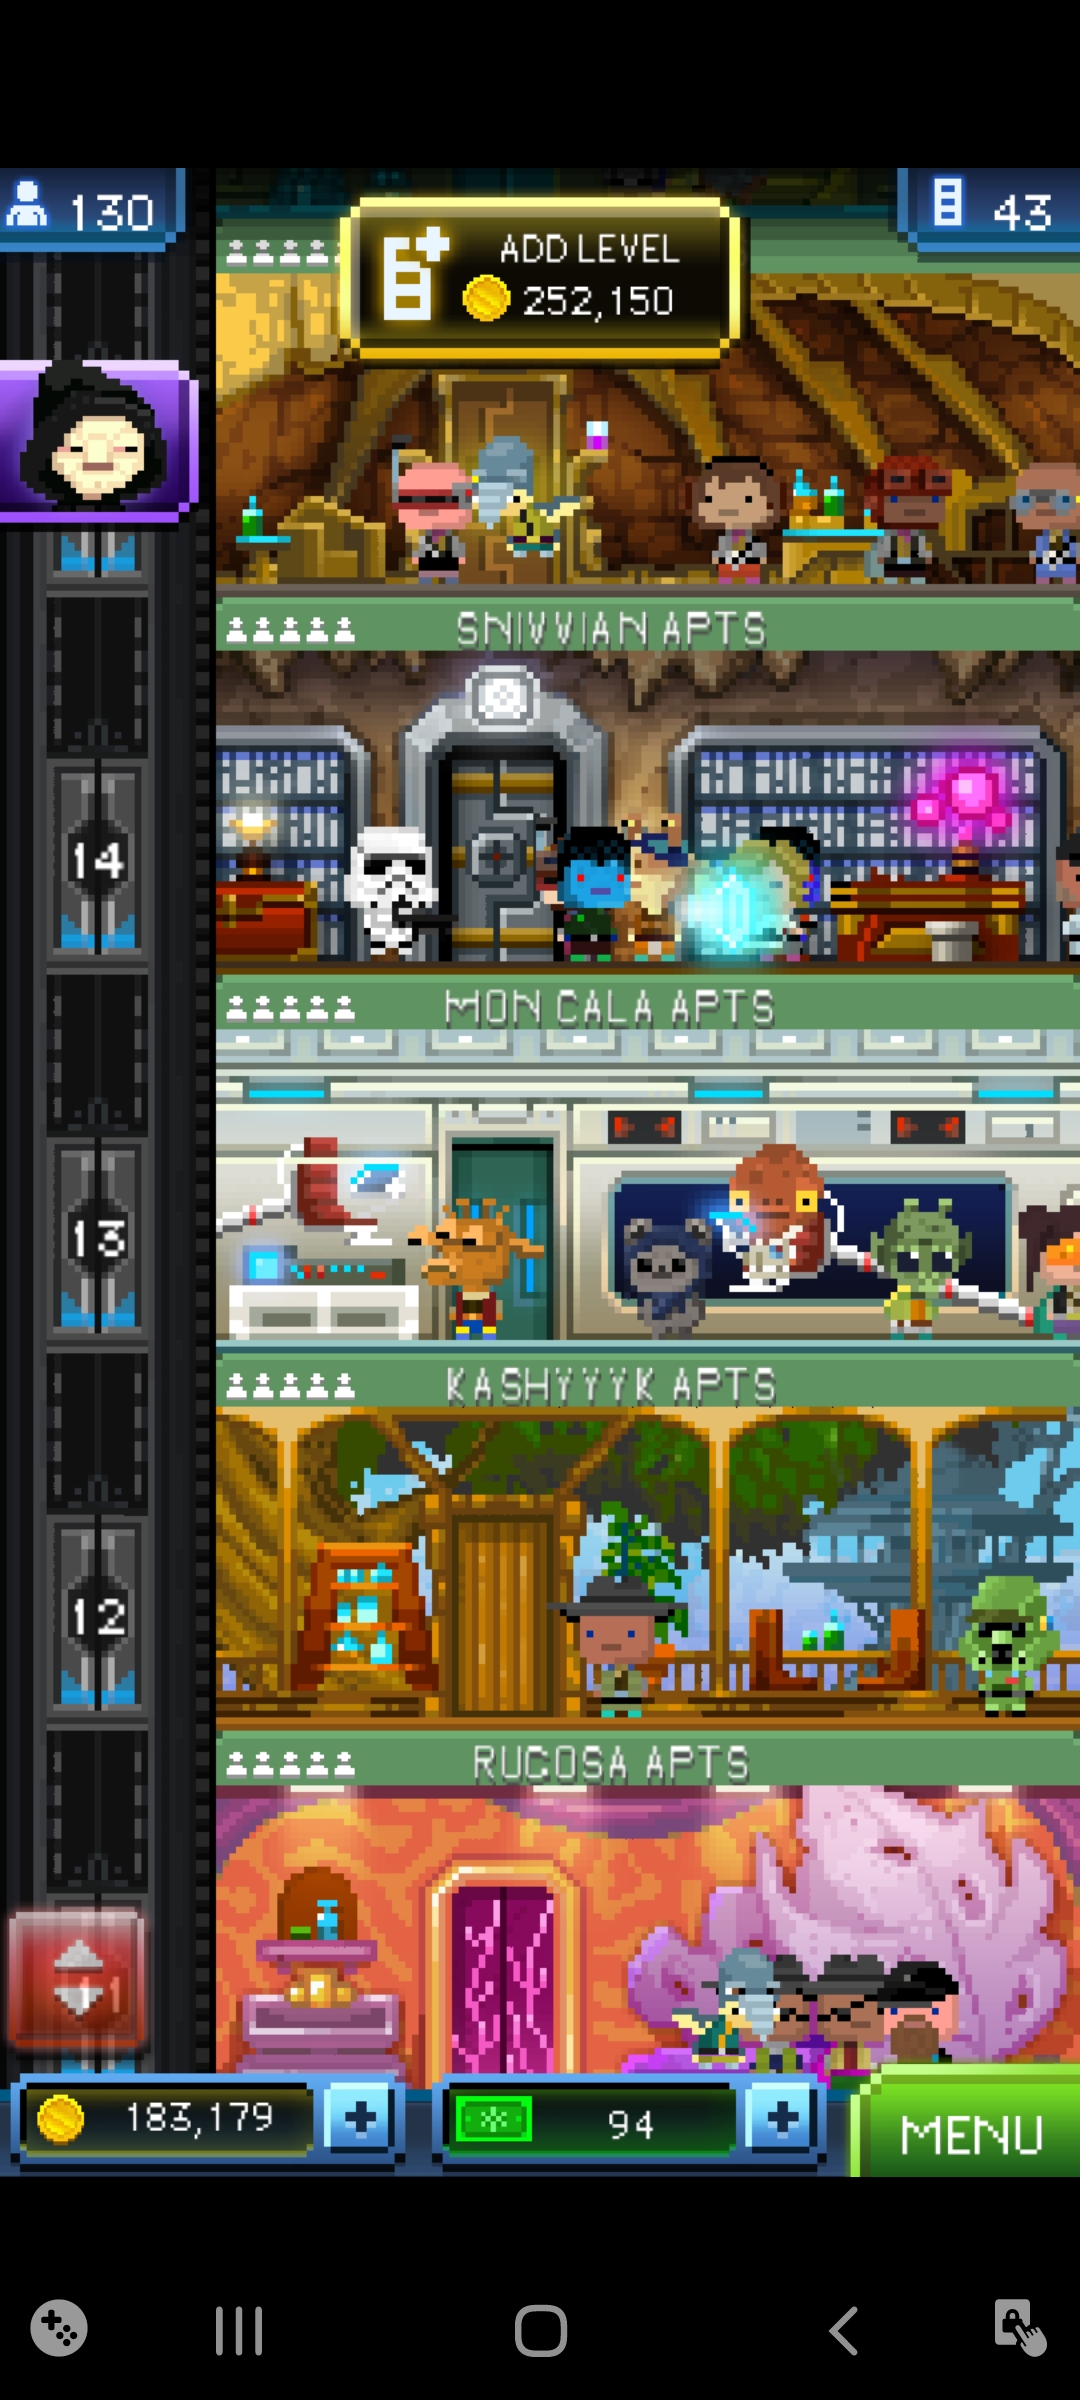 130
ADD LEVEL
252,150
43
SNIVVIAN APTS
14
MON CALA APTS
13
KASHYYYK APTS
12
RUGOSA APTS
183,179
94
MENU